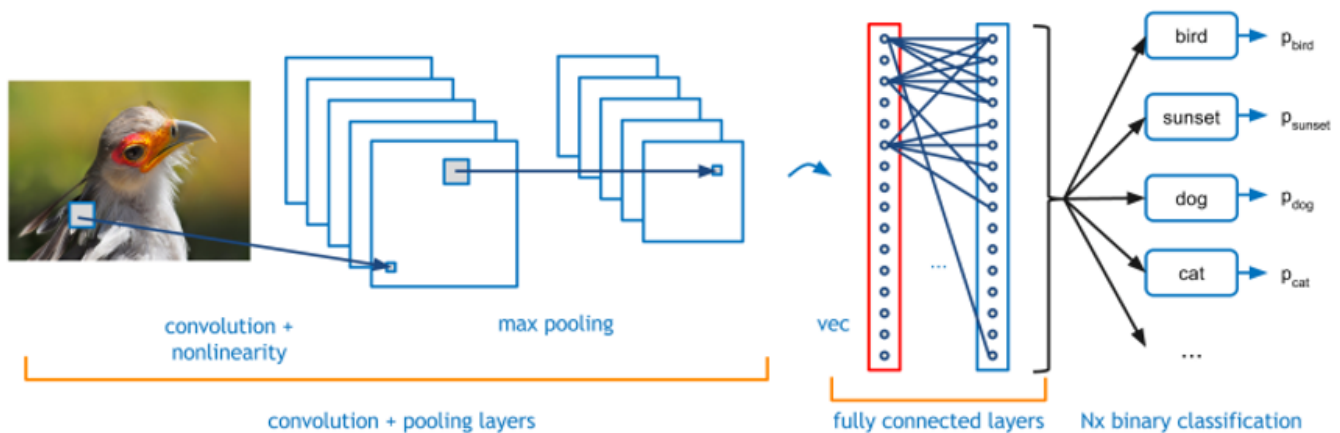 convolution +
nonlinearity
max pooling
vec
convolution + pooling layers
fully connected layers
Nx binary classification
...
bird
p_bird
sunset
p_sunset
dog
p_dog
cat
p_cat
...